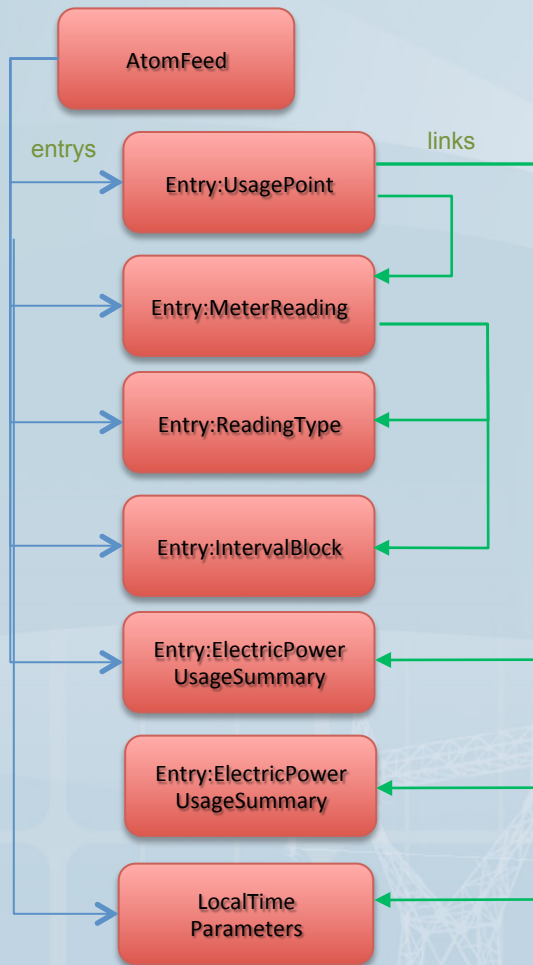 AtomFeed
entrys
links
Entry:UsagePoint
Entry:MeterReading
Entry:ReadingType
Entry:IntervalBlock
Entry:ElectricPower
UsageSummary
Entry:ElectricPower
UsageSummary
LocalTime
Parameters